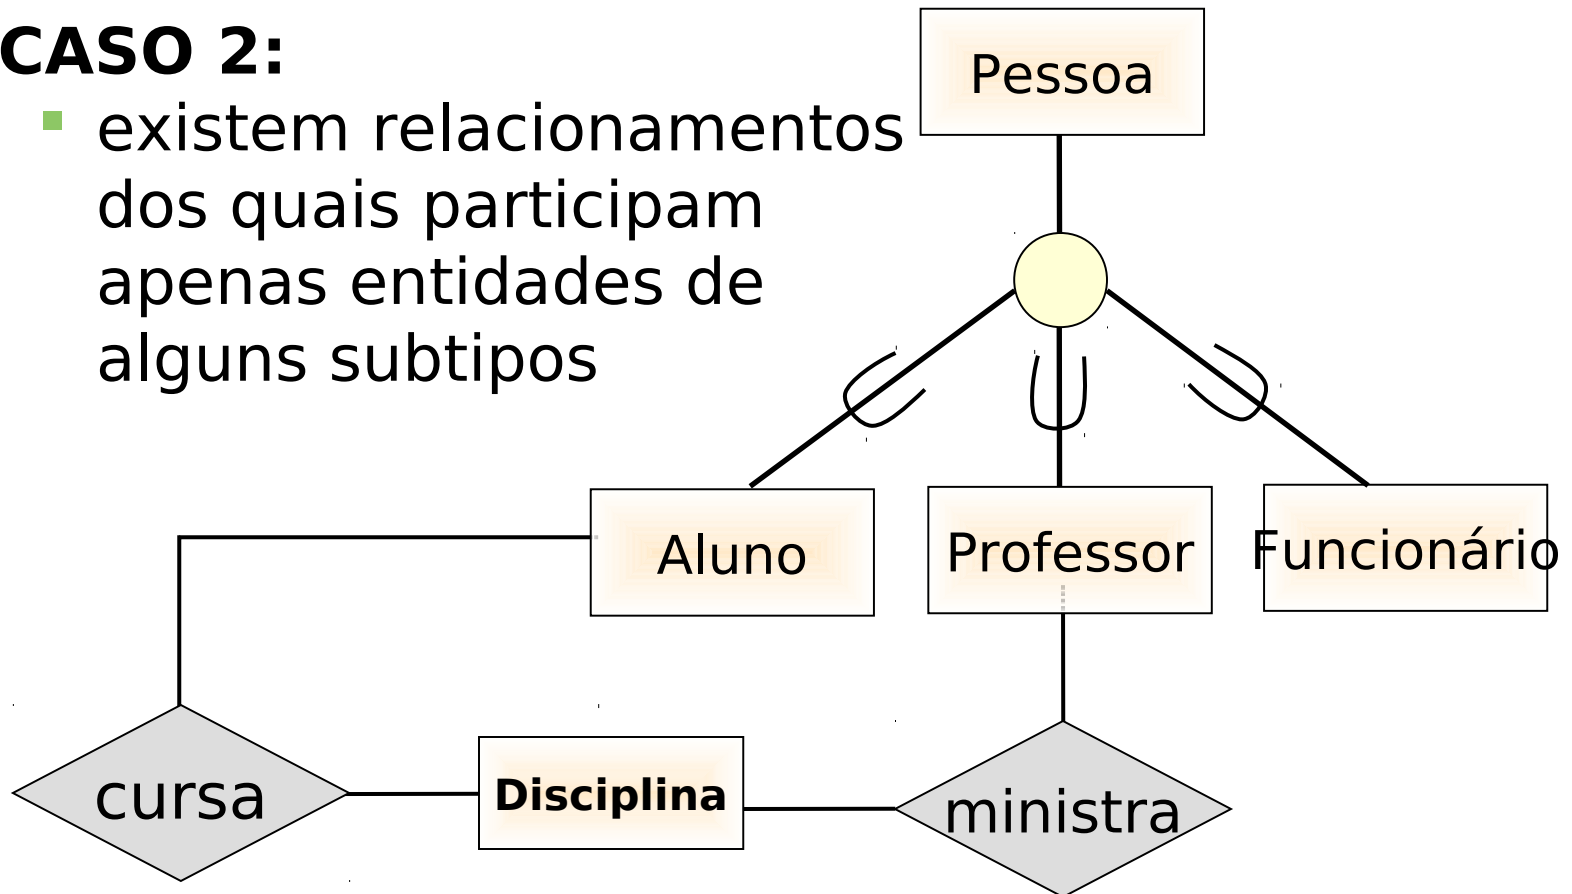 CASO 2:
existem relacionamentos
dos quais participam
apenas entidades de
alguns subtipos
Pessoa
Aluno
Professor
Funcionário
cursa
Disciplina
ministra